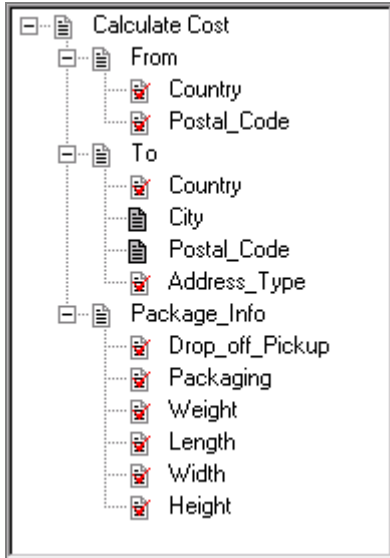 Calculate Cost
From
Country
Postal_Code
To
Country
City
Postal_Code
Address_Type
Package_Info
Drop_off_Pickup
Packaging
Weight
Length
Width
Height